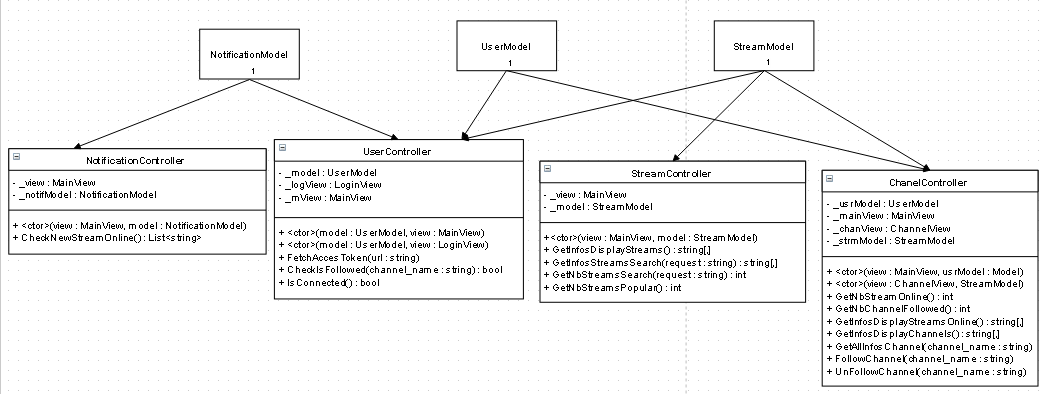 NotificationModel
1
UserModel
1
StreamModel
1
NotificationController
- _view : MainView
- _notifModel : NotificationModel
+ <ctor>(view : MainView, model : NotificationModel)
+ CheckNewStreamOnline() : List<string>
UserController
- _model : UserModel
- _logView : LoginView
- _mView : MainView
+ <ctor>(model : UserModel, view : MainView)
+ <ctor>(model : UserModel, view : LoginView)
+ FetchAccesToken(url : string)
+ CheckIsFollowed(channel_name : string) : bool
+ IsConnected() : bool
StreamController
- _view : MainView
- _model : StreamModel
+<ctor>(view : MainView, model : StreamModel)
+ GetInfosDisplayStreams() : string[,]
+ GetInfosStreamsSearch(request : string) : string[,]
+ GetNbStreamsSearch(request : string) : int
+ GetNbStreamsPopular() : int
ChanelController
- _usrModel : UserModel
- _mainView : MainView
- _chanView : ChannelView
- _strmModel : StreamModel
+ <ctor>(view : MainView, usrModel : Model)
+ <ctor>(view : ChannelView, StreamModel)
+ GetNbStreamOnline() : int
+ GetNbChannelFollowed() : int
+ GetInfosDisplayStreamsOnline() : string[,]
+ GetInfosDisplayChannels() : string[,]
+ GetAllInfosChannel(channel_name : string)
+ FollowChannel(channel_name : string)
+ UnFollowChannel(channel_name : string)